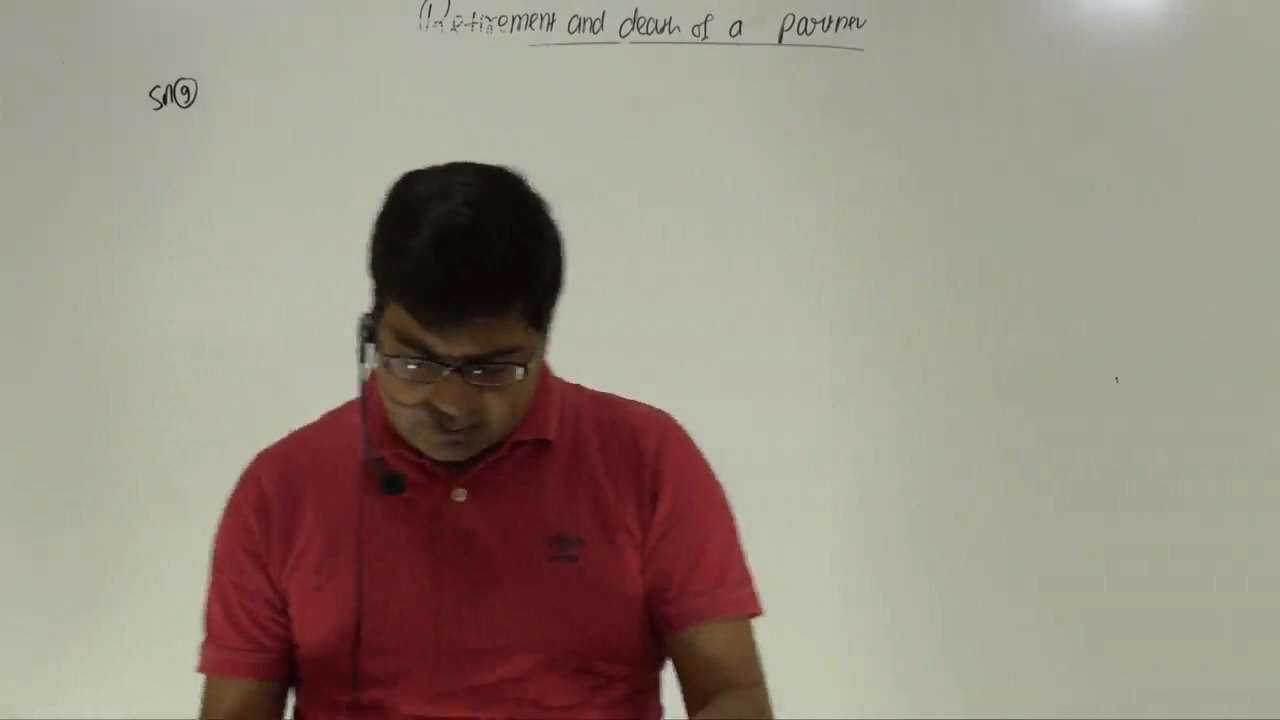 Retirement and death of a partner
Sn 9